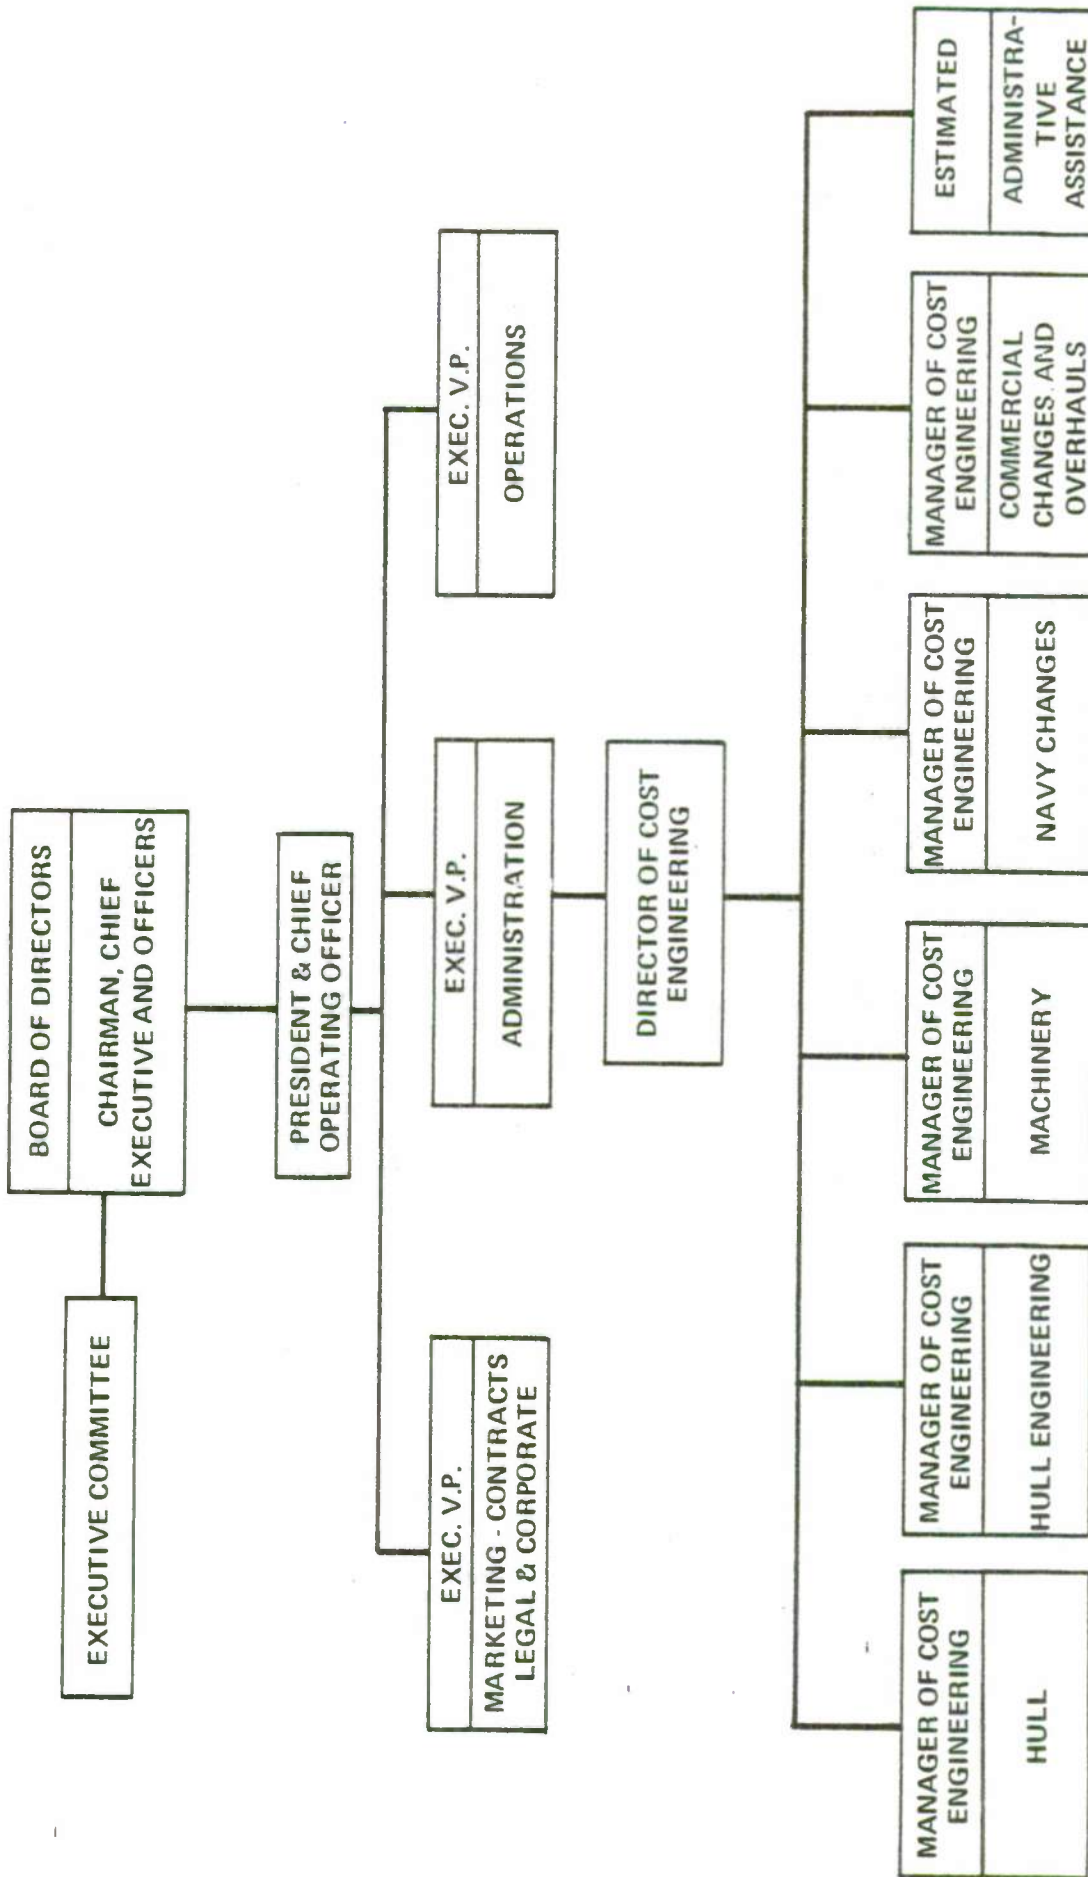 BOARD OF DIRECTORS
CHAIRMAN, CHIEF
EXECUTIVE AND OFFICERS
EXECUTIVE COMMITTEE
PRESIDENT & CHIEF
OPERATING OFFICER
EXEC. V.P.
MARKETING - CONTRACTS
LEGAL & CORPORATE
EXEC. V.P.
ADMINISTRATION
EXEC. V.P.
OPERATIONS
DIRECTOR OF COST
ENGINEERING
MANAGER OF COST
ENGINEERING
HULL
MANAGER OF COST
ENGINEERING
HULL ENGINEERING
MANAGER OF COST
ENGINEERING
MACHINERY
MANAGER OF COST
ENGINEERING
NAVY CHANGES
MANAGER OF COST
ENGINEERING
COMMERCIAL
CHANGES AND
OVERHAULS
ESTIMATED
ADMINISTRA-
TIVE
ASSISTANCE